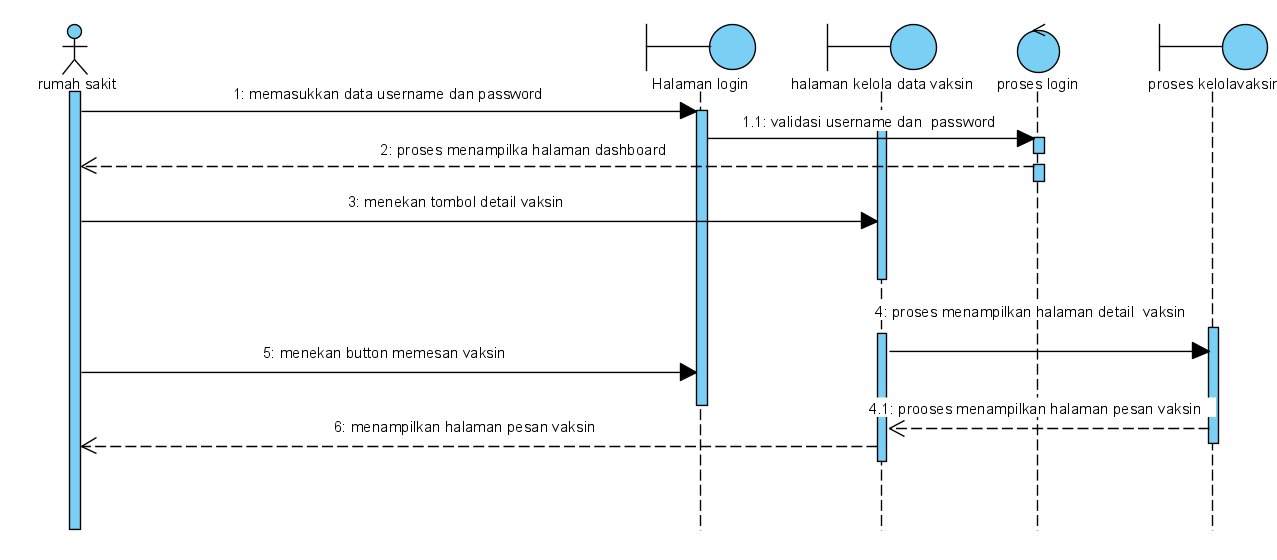 rumah sakit
Halaman login
halaman kelola data vaksin
proses login
proses kelolavaksin
1: memasukkan data username dan password
1.1: validasi username dan password
2: proses menampilka halaman dashboard
3: menekan tombol detail vaksin
4: proses menampilkan halaman detail vaksin
5: menekan button memesan vaksin
4.1: prooses menampilkan halaman pesan vaksin
6: menampilkan halaman pesan vaksin